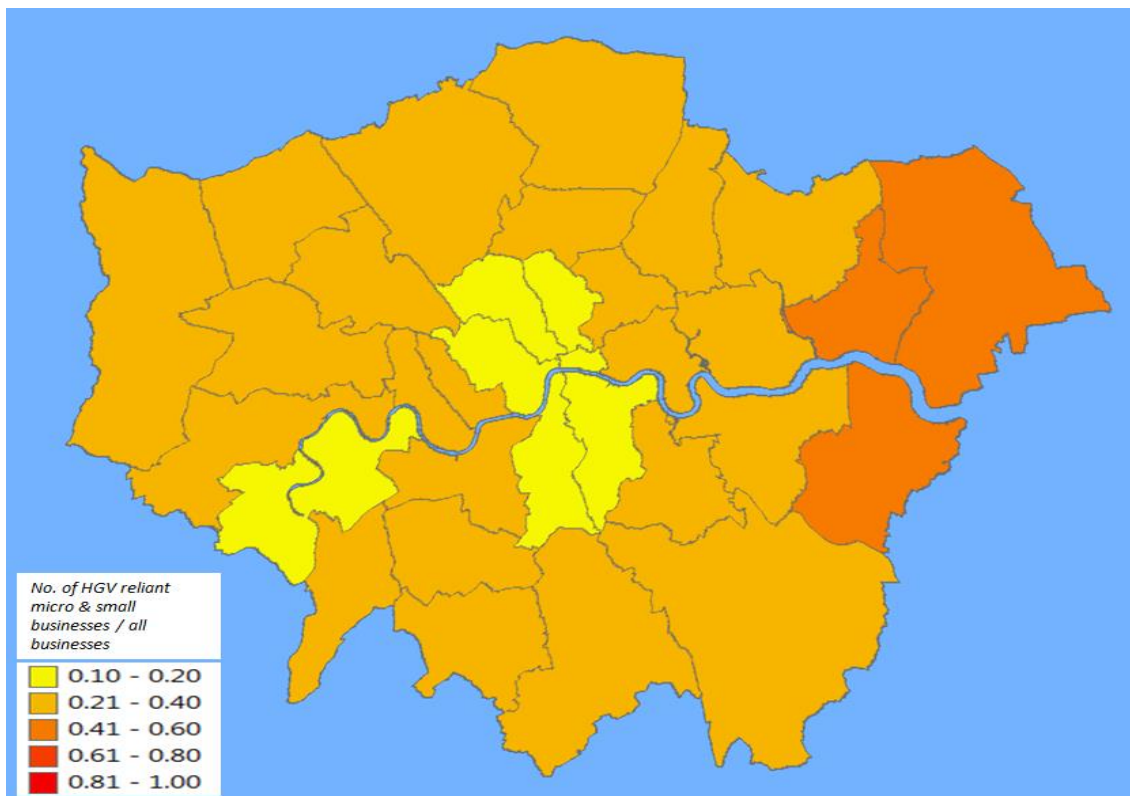 No. of HGV reliant
micro & small
businesses / all
businesses
0.10 - 0.20
0.21 - 0.40
0.41 - 0.60
0.61 - 0.80
0.81 - 1.00